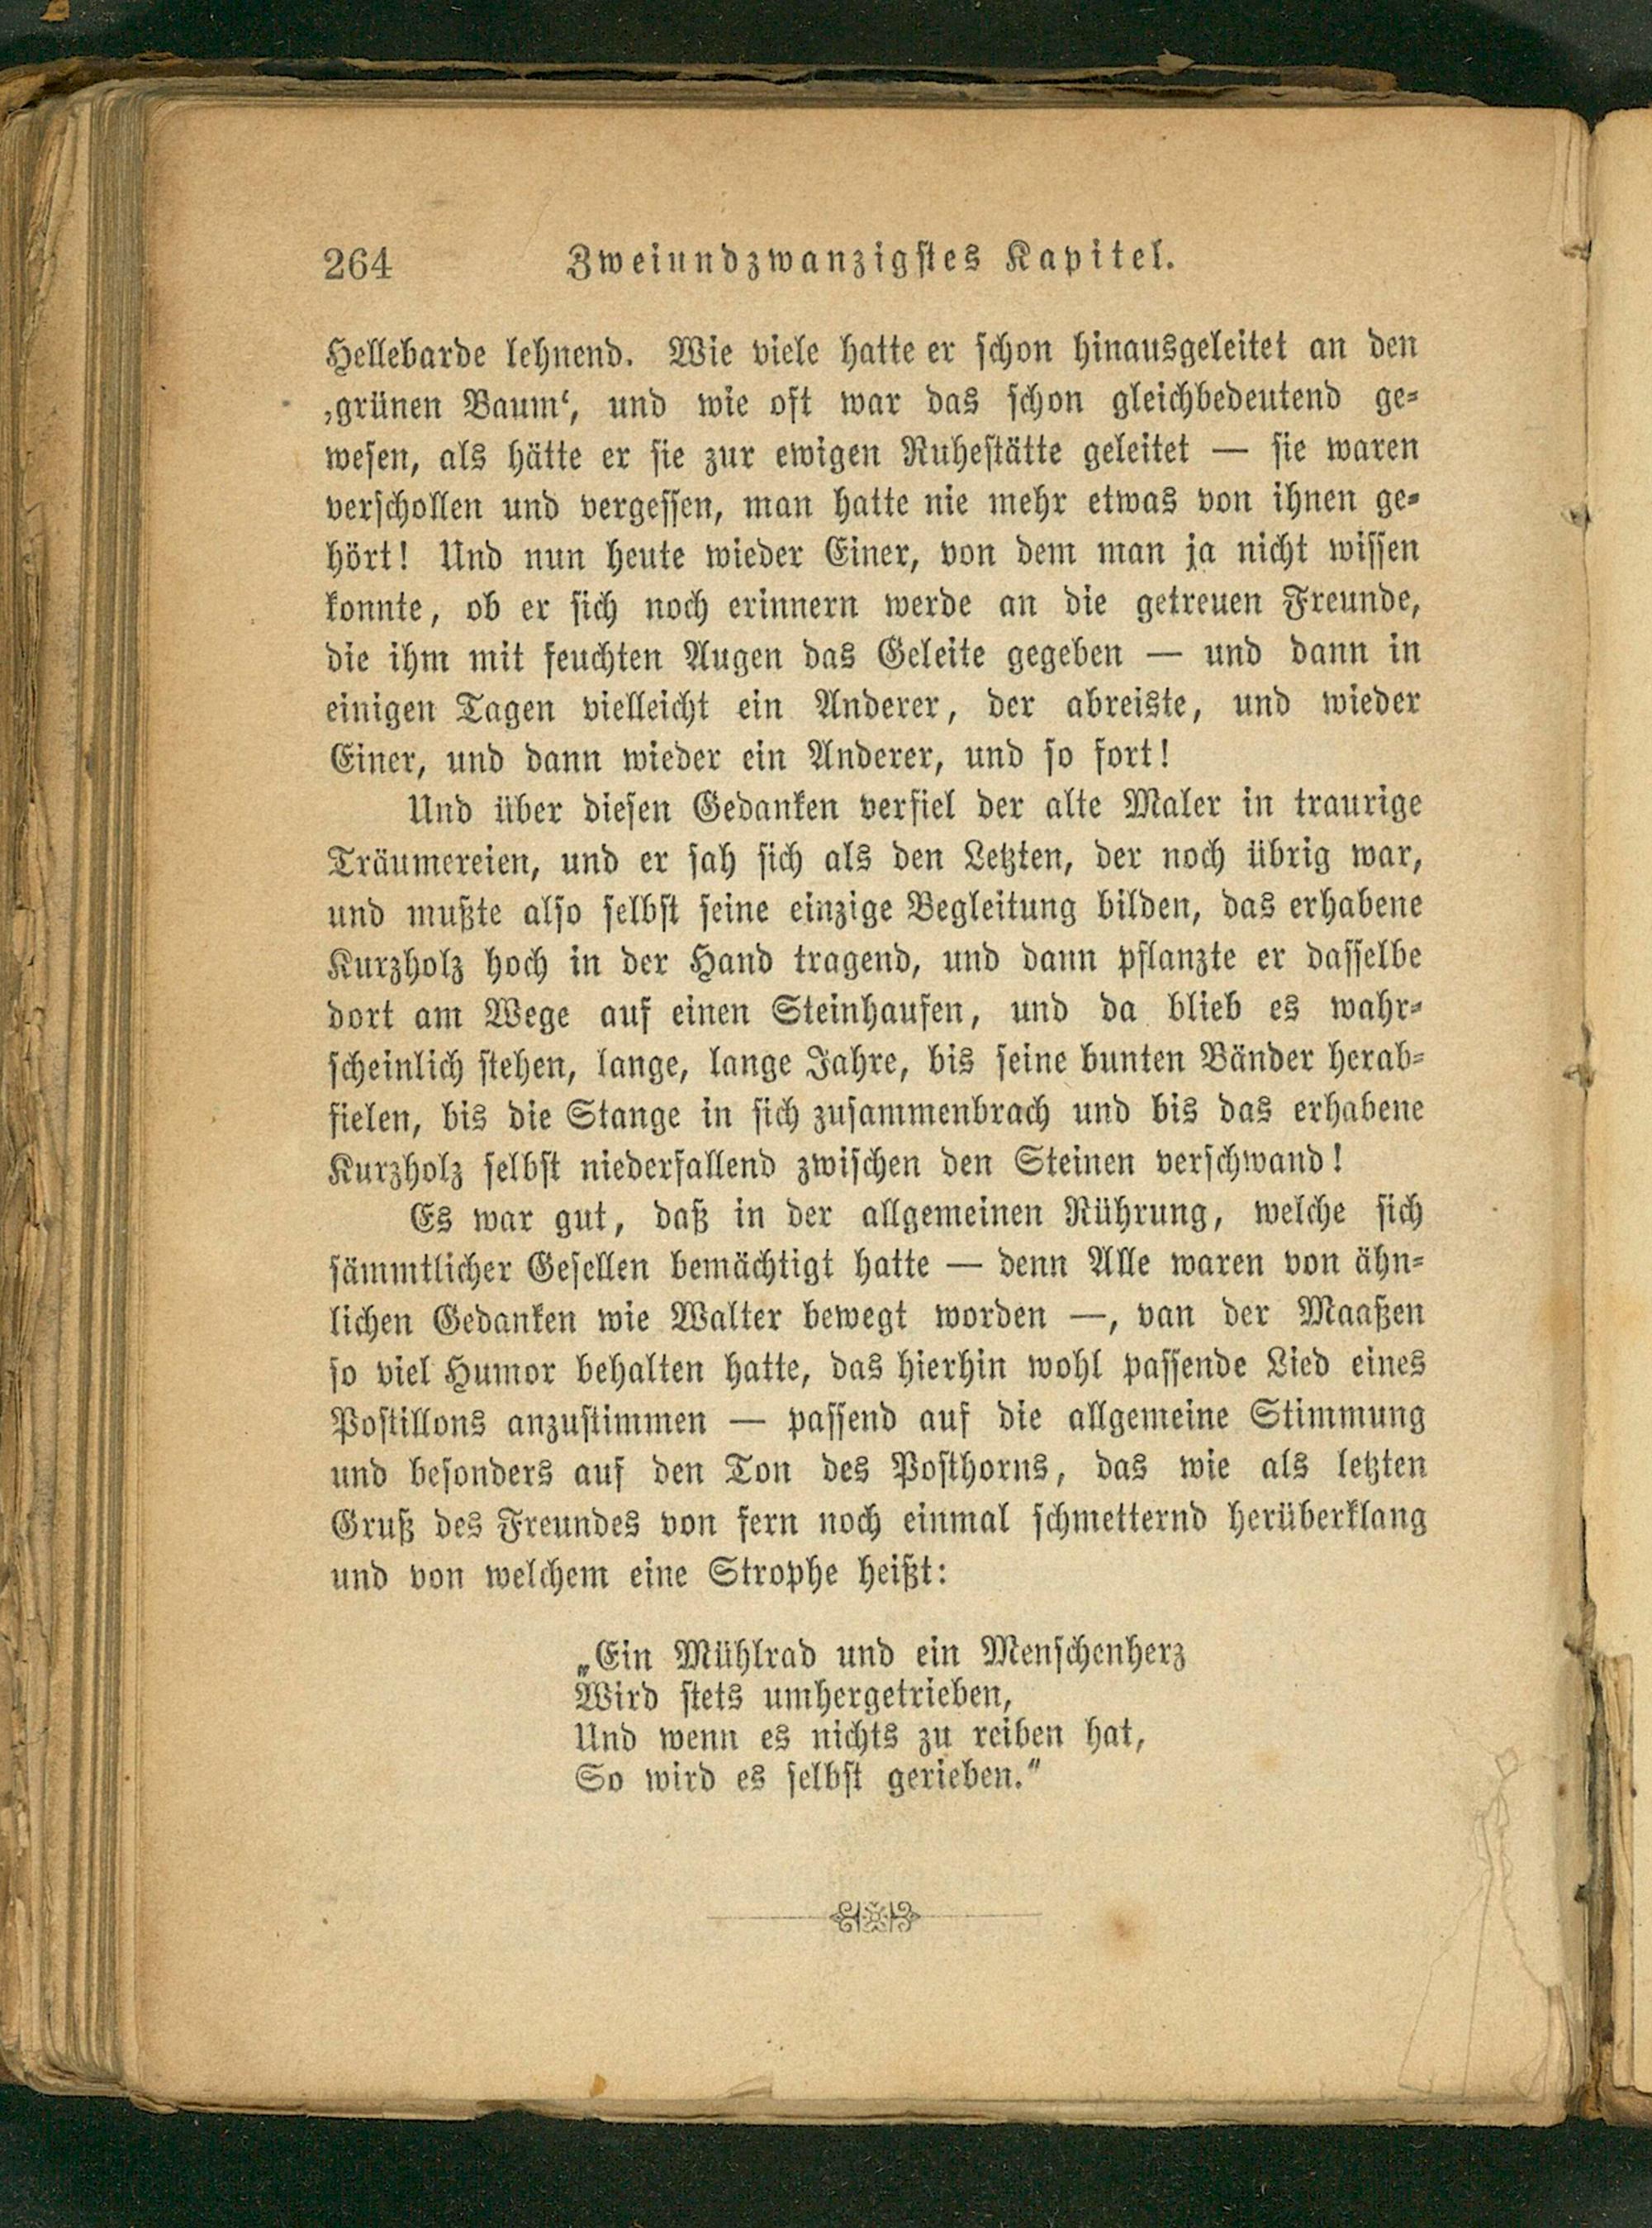 264 Zweiundzwanzigstes Kapitel.
Hellebarde lehnend. Wie viele hatte er schon hinausgeleitet an den
‚grünen Baum‘, und wie oft war das schon gleichbedeutend ge-
wesen, als hätte er sie zur ewigen Ruhestätte geleitet — sie waren
verschollen und vergessen, man hatte nie mehr etwas von ihnen ge-
hört! Und nun heute wieder Einer, von dem man ja nicht wissen
konnte, ob er sich noch erinnern werde an die getreuen Freunde,
die ihm mit feuchten Augen das Geleite gegeben — und dann in
einigen Tagen vielleicht ein Anderer, der abreiste, und wieder
Einer, und dann wieder ein Anderer, und so fort!
Und über diesen Gedanken verfiel der alte Maler in traurige
Träumereien, und er sah sich als den Letzten, der noch übrig war,
und mußte also selbst seine einzige Begleitung bilden, das erhabene
Kurzholz hoch in der Hand tragend, und dann pflanzte er dasselbe
dort am Wege auf einen Steinhaufen, und da blieb es wahr-
scheinlich stehen, lange, lange Jahre, bis seine bunten Bänder herab-
fielen, bis die Stange in sich zusammenbrach und bis das erhabene
Kurzholz selbst niederfallend zwischen den Steinen verschwand!
Es war gut, daß in der allgemeinen Rührung, welche sich
sämmtlicher Gesellen bemächtigt hatte — denn Alle waren von ähn-
lichen Gedanken wie Walter bewegt worden —, van der Maaßen
so viel Humor behalten hatte, das hierhin wohl passende Lied eines
Postillons anzustimmen — passend auf die allgemeine Stimmung
und besonders auf den Ton des Posthorns, das wie als letzten
Gruß des Freundes von fern noch einmal schmetternd herüberklang
und von welchem eine Strophe heißt:
„Ein Mühlrad und ein Menschenherz
Wird stets umhergetrieben,
Und wenn es nichts zu reiben hat,
So wird es selbst gerieben.“